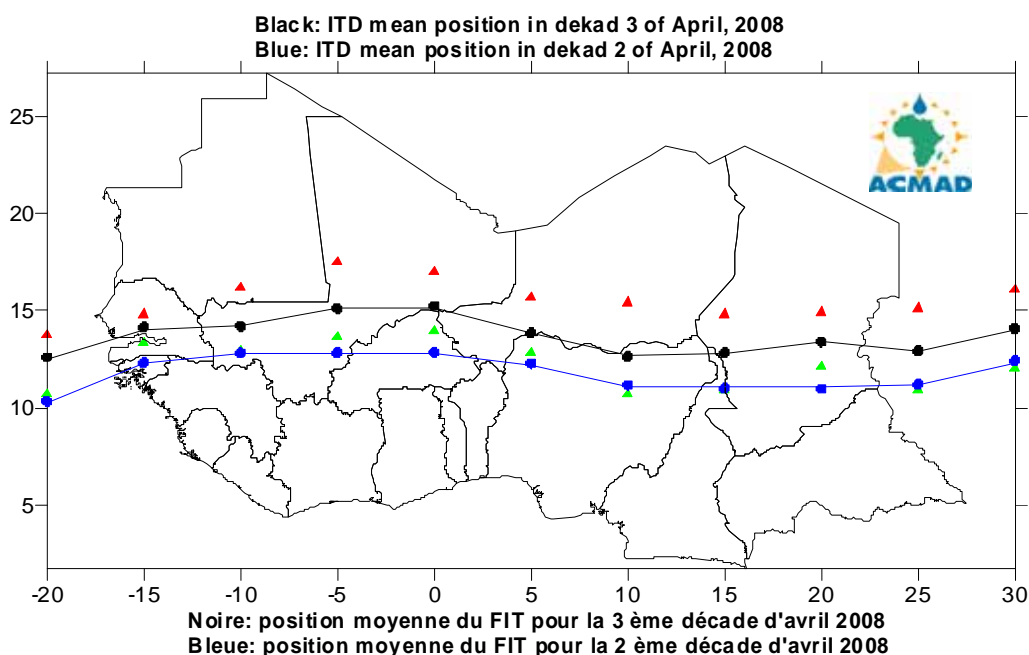 Black: ITD mean position in dekad 3 of April, 2008
Blue: ITD mean position in dekad 2 of April, 2008
25
20
15
10
5
ACMAD
-20 -15 -10 -5 0 5 10 15 20 25 30
Noire: position moyenne du FIT pour la 3 ème décade d'avril 2008
Bleue: position moyenne du FIT pour la 2 ème décade d'avril 2008